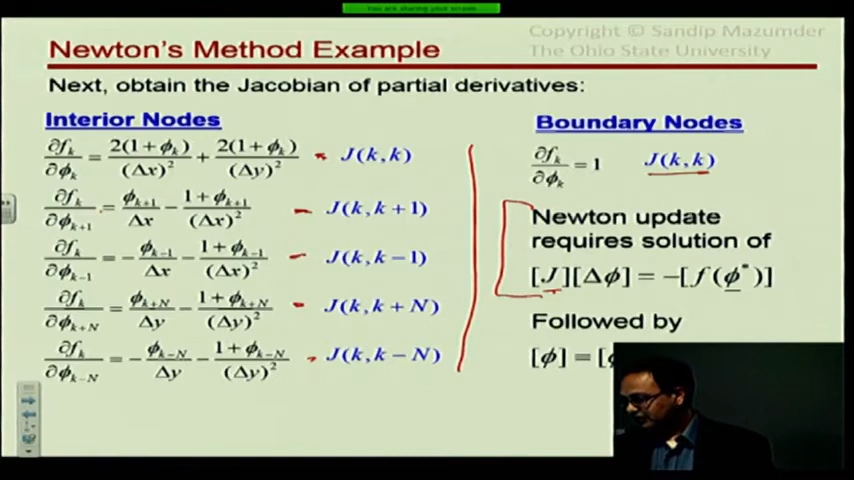 You are sharing your screen
Copyright © Sandip Mazumder
The Ohio State University
Newton's Method Example
Next, obtain the Jacobian of partial derivatives:
Interior Nodes
∂f_k/∂φ_k = 2(1+φ_k)/(Δx)² + 2(1+φ_k)/(Δy)² J(k,k)
∂f_k/∂φ_{k+1} = φ_{k+1}/Δx − (1+φ_{k+1})/(Δx)² J(k,k+1)
∂f_k/∂φ_{k−1} = −φ_{k−1}/Δx − (1+φ_{k−1})/(Δx)² J(k,k−1)
∂f_k/∂φ_{k+N} = φ_{k+N}/Δy − (1+φ_{k+N})/(Δy)² J(k,k+N)
∂f_k/∂φ_{k−N} = −φ_{k−N}/Δy − (1+φ_{k−N})/(Δy)² J(k,k−N)
Boundary Nodes
∂f_k/∂φ_k = 1 J(k,k)
Newton update
requires solution of
[J][Δφ] = −[f(φ*)]
Followed by
[φ] = [φ